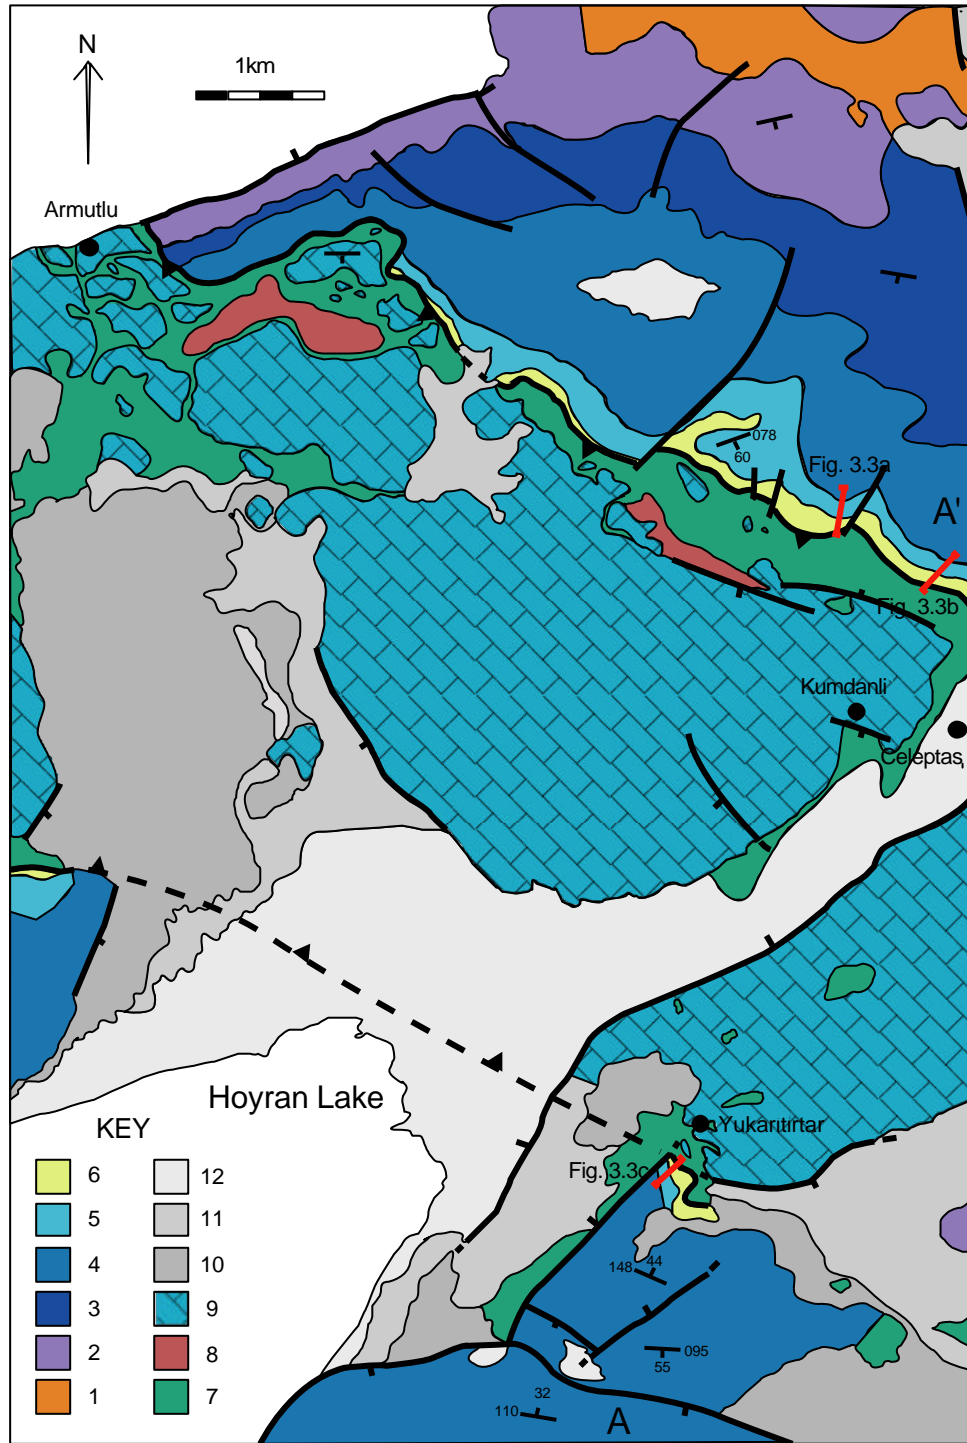 N
1km
Armutlu
078
60
Fig. 3.3a
A'
Fig. 3.3b
Kumdanli
Celeptaş
Hoyran Lake
Yukarıtırtar
Fig. 3.3c
KEY
6 12
5 11
4 10
3 9
2 8
1 7
148 44
095
55
32
110
A